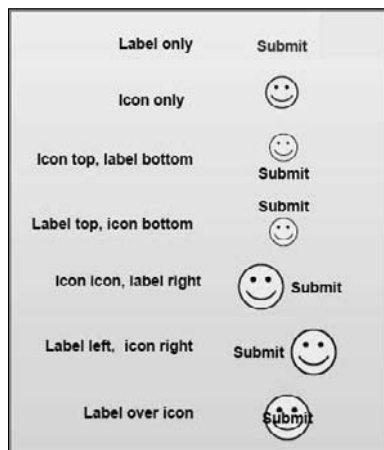 Label only Submit
Icon only
Icon top, label bottom
Submit
Submit
Label top, icon bottom
Icon icon, label right Submit
Label left, icon right Submit
Label over icon Submit